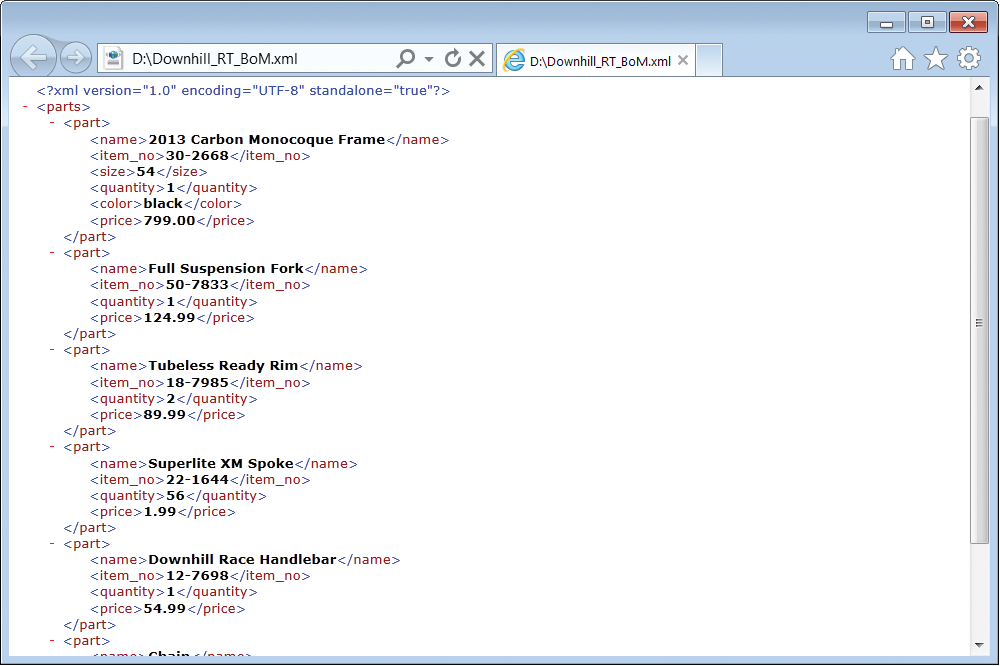 D:\Downhill_RT_BoM.xml
D:\Downhill_RT_BoM.xml
<?xml version="1.0" encoding="UTF-8" standalone="true"?>
- <parts>
- <part>
<name>2013 Carbon Monocoque Frame</name>
<item_no>30-2668</item_no>
<size>54</size>
<quantity>1</quantity>
<color>black</color>
<price>799.00</price>
</part>
- <part>
<name>Full Suspension Fork</name>
<item_no>50-7833</item_no>
<quantity>1</quantity>
<price>124.99</price>
</part>
- <part>
<name>Tubeless Ready Rim</name>
<item_no>18-7985</item_no>
<quantity>2</quantity>
<price>89.99</price>
</part>
- <part>
<name>Superlite XM Spoke</name>
<item_no>22-1644</item_no>
<quantity>56</quantity>
<price>1.99</price>
</part>
- <part>
<name>Downhill Race Handlebar</name>
<item_no>12-7698</item_no>
<quantity>1</quantity>
<price>54.99</price>
</part>
- <part>
<name>Chain</name>